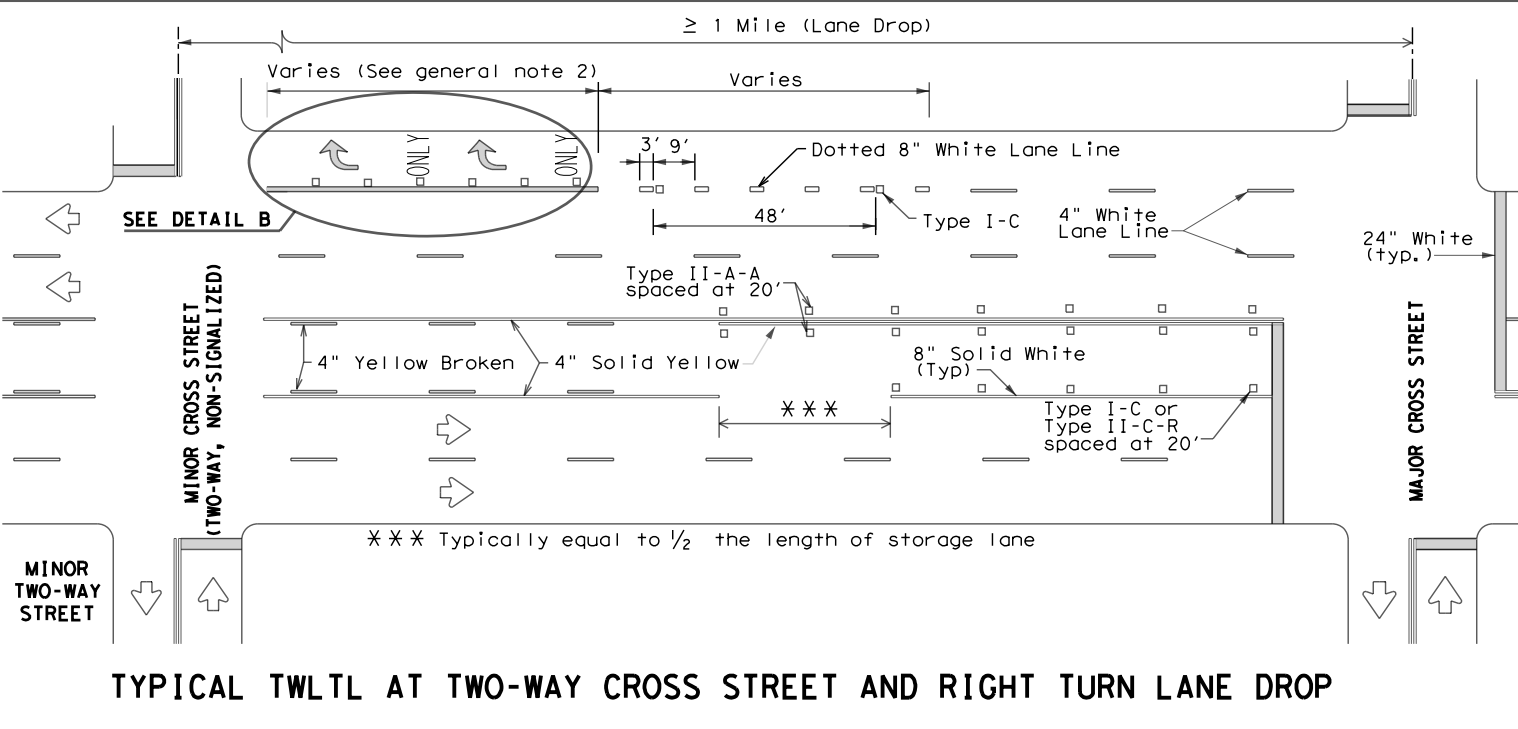 ≥ 1 Mile (Lane Drop)
Varies (See general note 2)
Varies
ONLY
ONLY
3' 9'
Dotted 8" White Lane Line
SEE DETAIL B
48'
Type I-C
4" White
Lane Line
24" White
(typ.)
Type II-A-A
spaced at 20'
MINOR CROSS STREET
(TWO-WAY, NON-SIGNALIZED)
4" Yellow Broken
4" Solid Yellow
8" Solid White
(Typ)
***
Type I-C or
Type II-C-R
spaced at 20'
MAJOR CROSS STREET
*** Typically equal to ½ the length of storage lane
MINOR
TWO-WAY
STREET
TYPICAL TWLTL AT TWO-WAY CROSS STREET AND RIGHT TURN LANE DROP